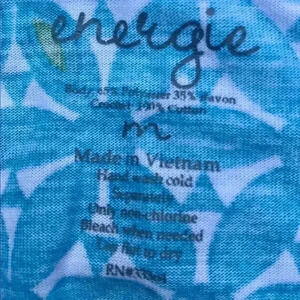 energie
Body 65% Polyester 35% Rayon
Crochet 100% Cotton
m
Made in Vietnam
Hand wash cold
Separately
Only non-chlorine
Bleach when needed
Lay flat to dry
RN#